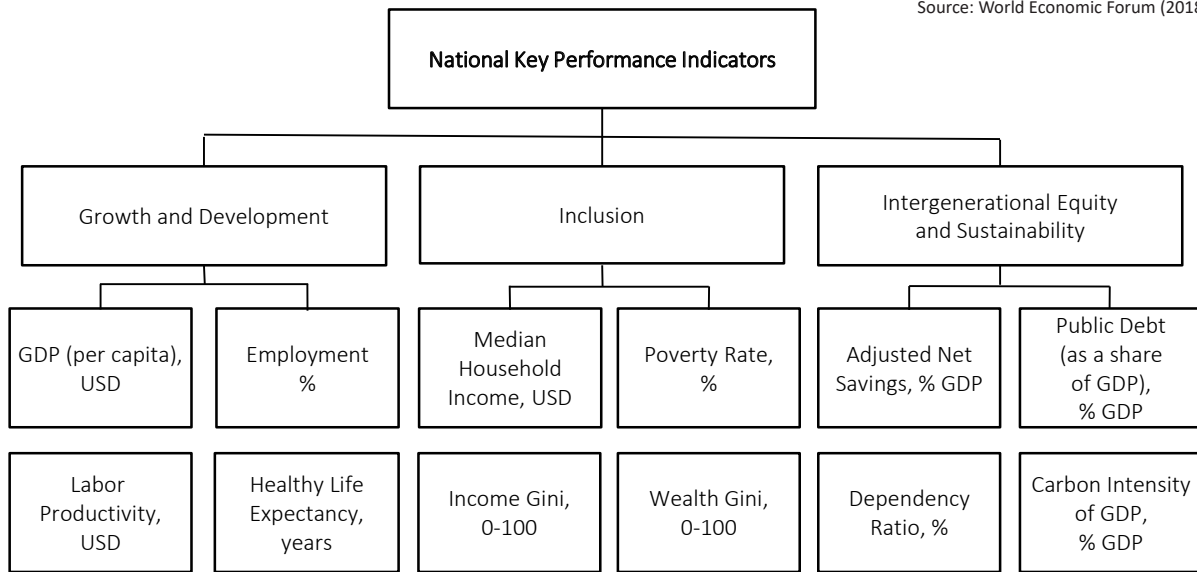 Source: World Economic Forum (2018
National Key Performance Indicators
Growth and Development
Inclusion
Intergenerational Equity
and Sustainability
GDP (per capita),
USD
Employment
%
Median
Household
Income, USD
Poverty Rate,
%
Adjusted Net
Savings, % GDP
Public Debt
(as a share
of GDP),
% GDP
Labor
Productivity,
USD
Healthy Life
Expectancy,
years
Income Gini,
0-100
Wealth Gini,
0-100
Dependency
Ratio, %
Carbon Intensity
of GDP,
% GDP